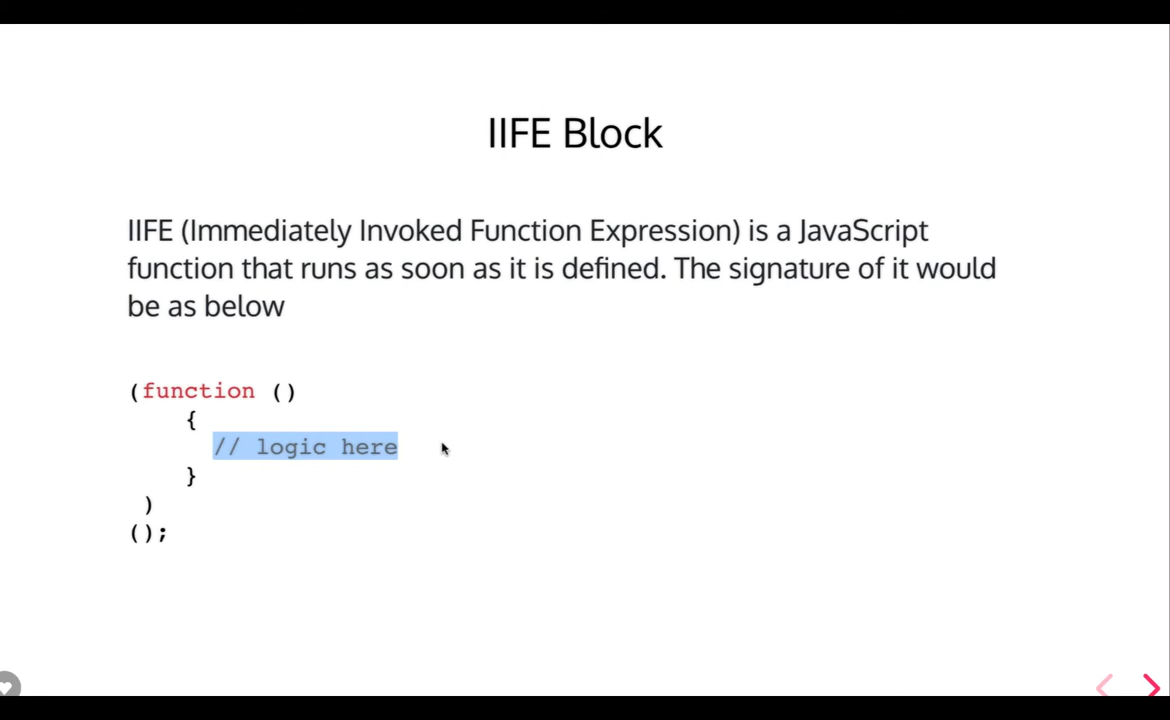 IIFE Block
IIFE (Immediately Invoked Function Expression) is a JavaScript
function that runs as soon as it is defined. The signature of it would
be as below
(function ()
{
// logic here
}
)
();